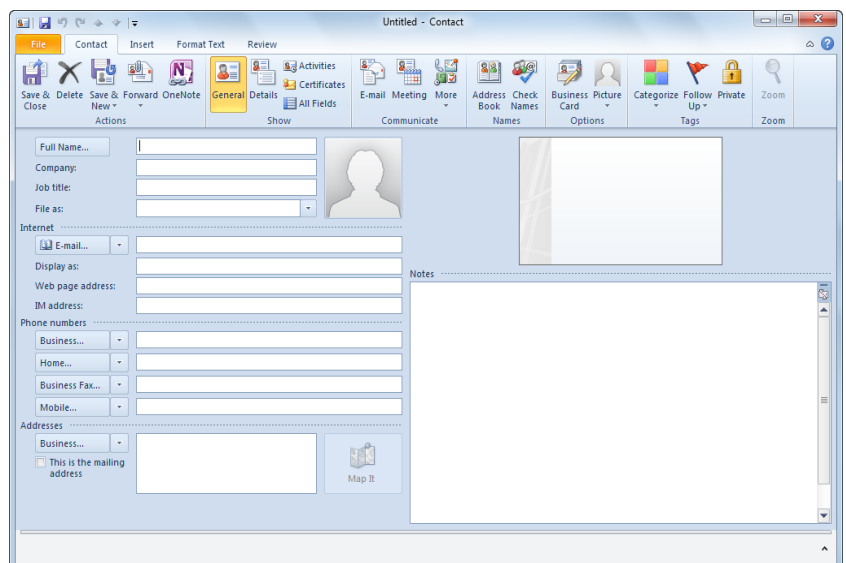 Untitled - Contact
File Contact Insert Format Text Review
Save & Close Delete Save & New Forward OneNote
Actions
General Details Activities Certificates All Fields
Show
E-mail Meeting More
Communicate
Address Book Check Names
Names
Business Card Picture
Options
Categorize Follow Up Private
Tags
Zoom
Zoom
Full Name...
Company:
Job title:
File as:
Internet
E-mail...
Display as:
Web page address:
IM address:
Phone numbers
Business...
Home...
Business Fax...
Mobile...
Addresses
Business...
This is the mailing
address
Map It
Notes